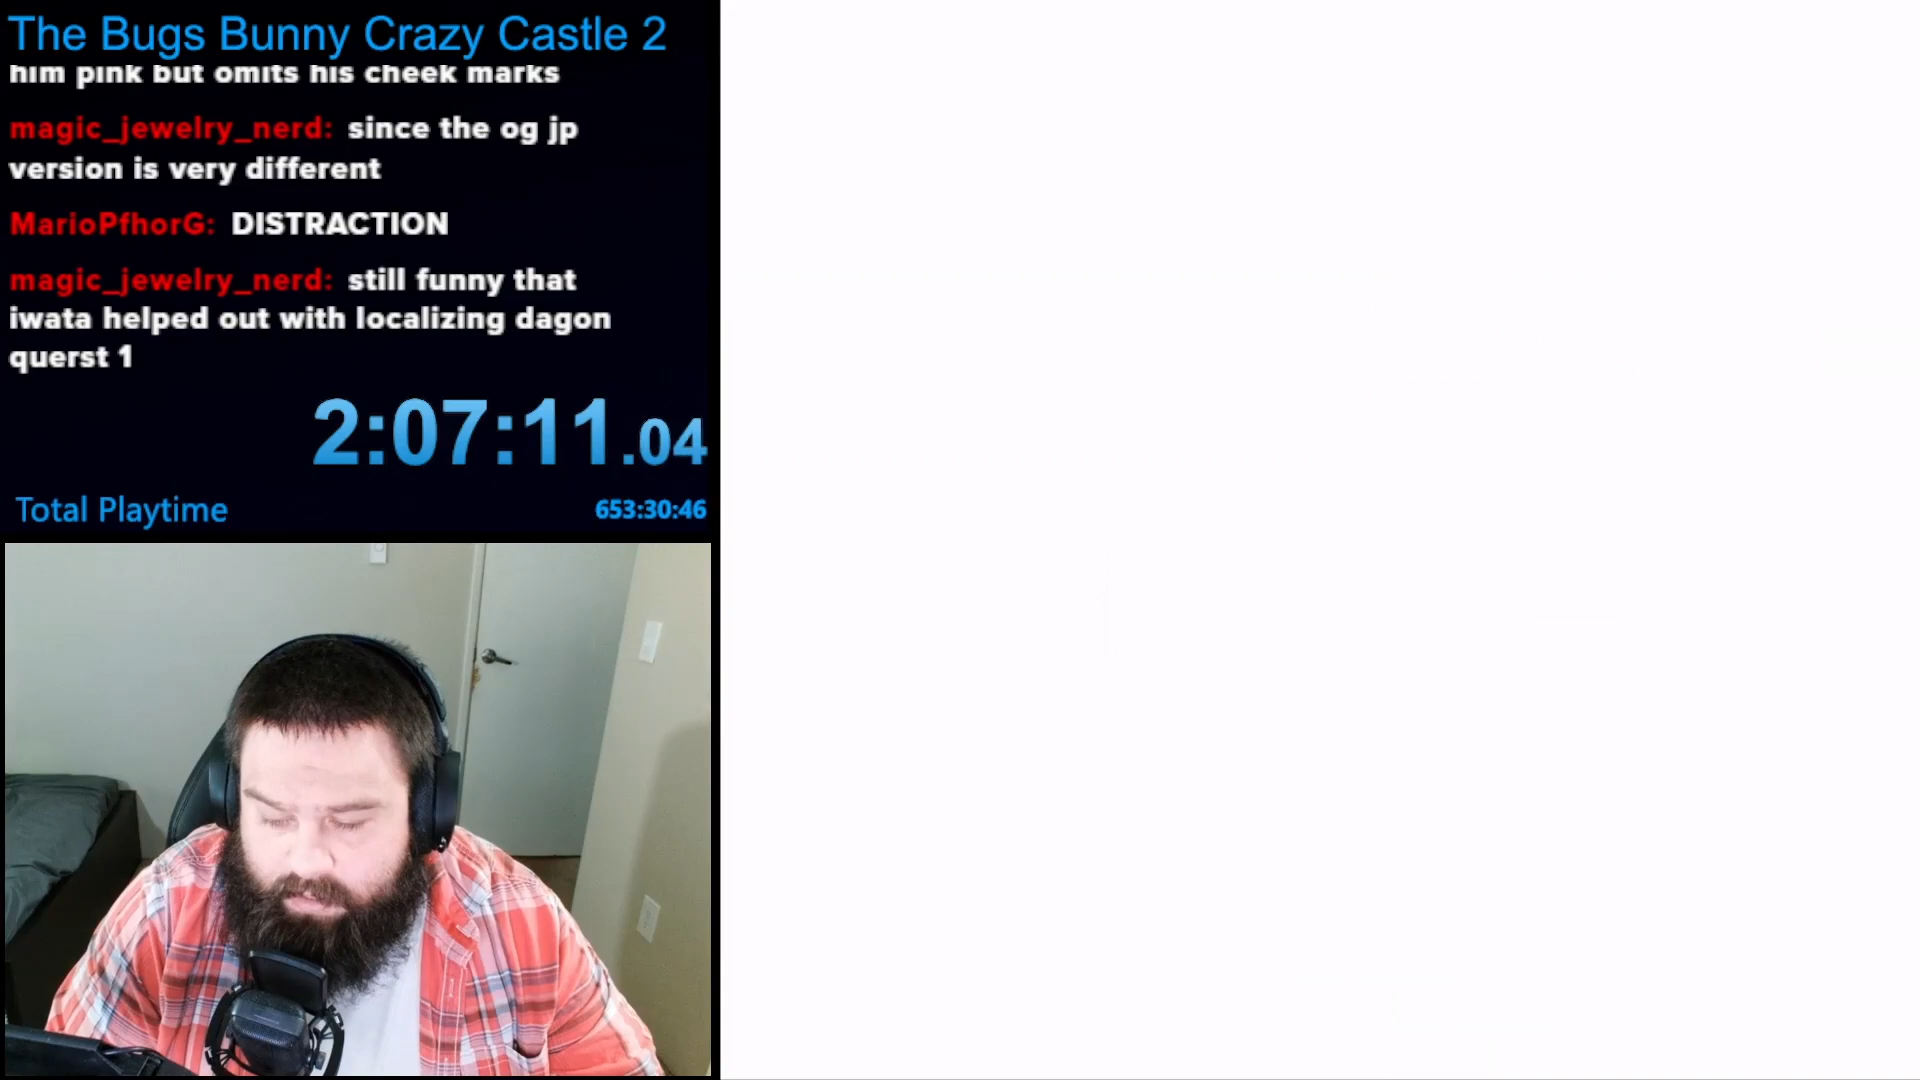 The Bugs Bunny Crazy Castle 2
him pink but omits his cheek marks
magic_jewelry_nerd: since the og jp
version is very different
MarioPfhorG: DISTRACTION
magic_jewelry_nerd: still funny that
iwata helped out with localizing dagon
querst 1
2:07:11.04
Total Playtime 653:30:46